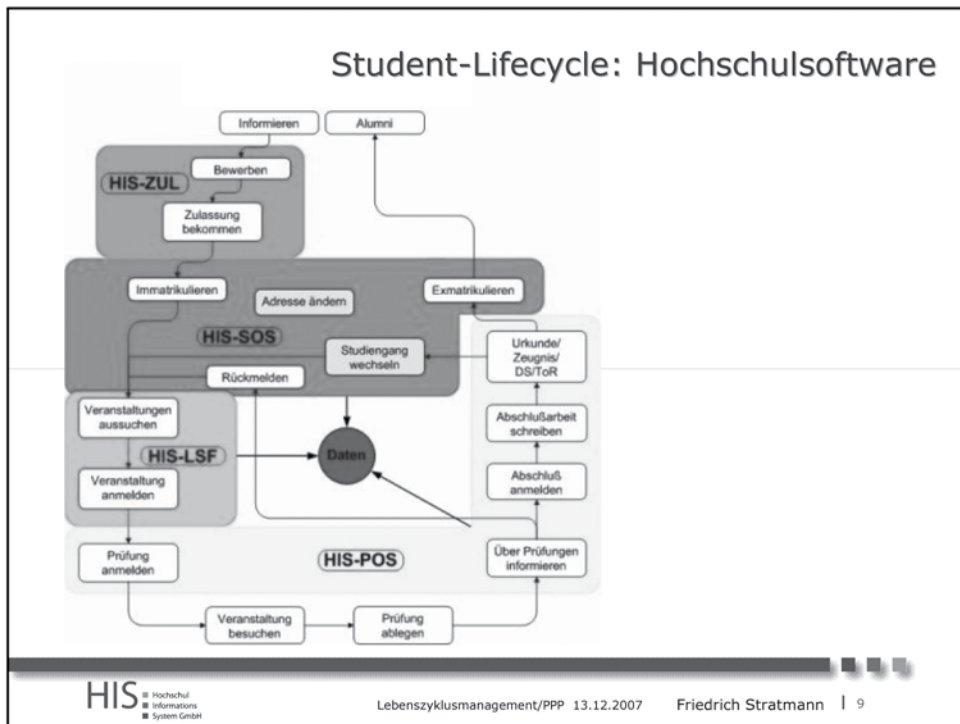 Student-Lifecycle: Hochschulsoftware
Informieren
Alumni
HIS-ZUL
Bewerben
Zulassung
bekommen
Immatrikulieren
Adresse ändern
Exmatrikulieren
HIS-SOS
Studiengang
wechseln
Urkunde/
Zeugnis/
DS/ToR
Rückmelden
Veranstaltungen
aussuchen
Abschlußarbeit
schreiben
HIS-LSF
Daten
Veranstaltung
anmelden
Abschluß
anmelden
Prüfung
anmelden
HIS-POS
Über Prüfungen
informieren
Veranstaltung
besuchen
Prüfung
ablegen
HIS
Hochschul
Informations
System GmbH
Lebenszyklusmanagement/PPP 13.12.2007
Friedrich Stratmann
9